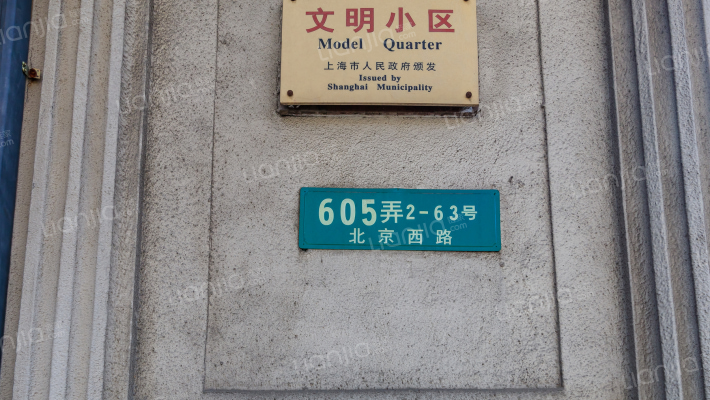 文明小区
Model Quarter
上海市人民政府颁发
Issued by
Shanghai Municipality
605弄2-63号
北京西路